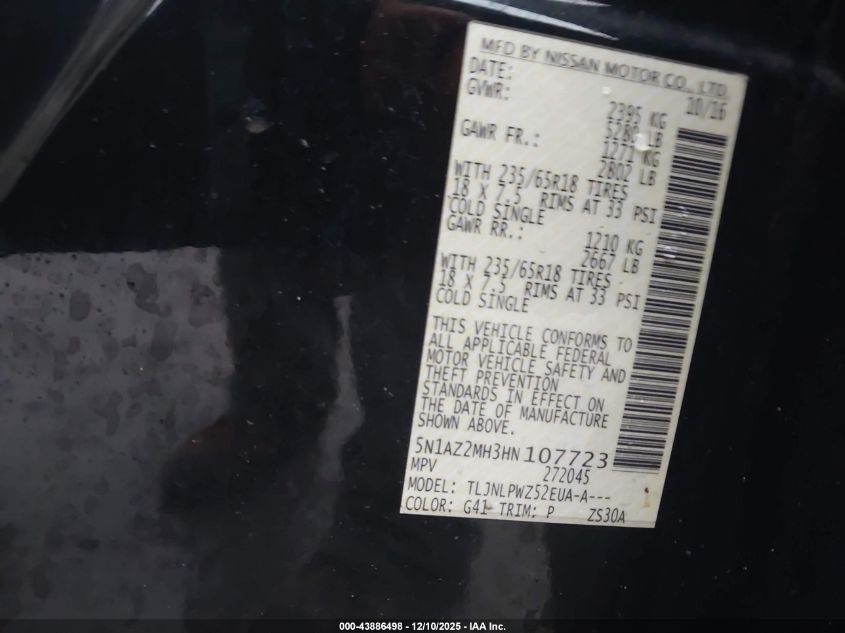 MFD BY NISSAN MOTOR CO., LTD.
DATE: 10/16
GVWR: 2395 KG
5280 LB
GAWR FR.: 1271 KG
2802 LB
WITH 235/65R18 TIRES
18 X 7.5 RIMS AT 33 PSI
COLD SINGLE
GAWR RR.: 1210 KG
2667 LB
WITH 235/65R18 TIRES
18 X 7.5 RIMS AT 33 PSI
COLD SINGLE
THIS VEHICLE CONFORMS TO
ALL APPLICABLE FEDERAL
MOTOR VEHICLE SAFETY AND
THEFT PREVENTION
STANDARDS IN EFFECT ON
THE DATE OF MANUFACTURE
SHOWN ABOVE.
5N1AZ2MH3HN107723
MPV 272045
MODEL: TLJNLPWZ52EUA-A---
COLOR: G41 TRIM: P ZS30A
000-43886498 - 12/10/2025 - IAA Inc.